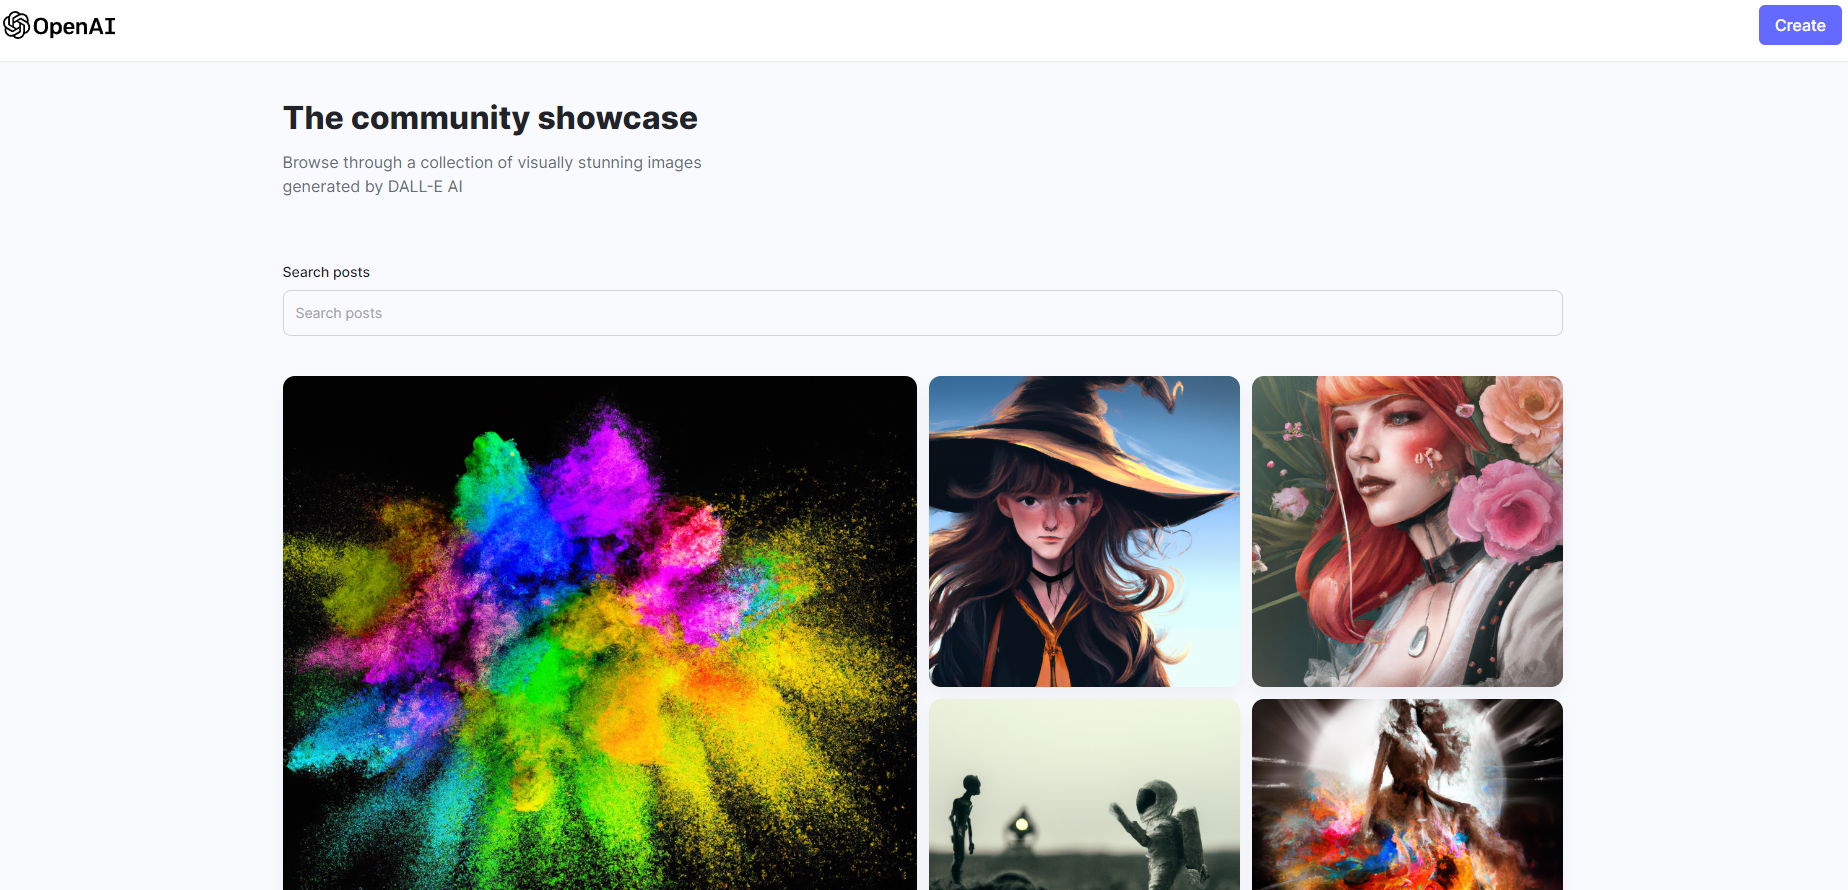 OpenAI
Create
The community showcase
Browse through a collection of visually stunning images
generated by DALL-E AI
Search posts
Search posts